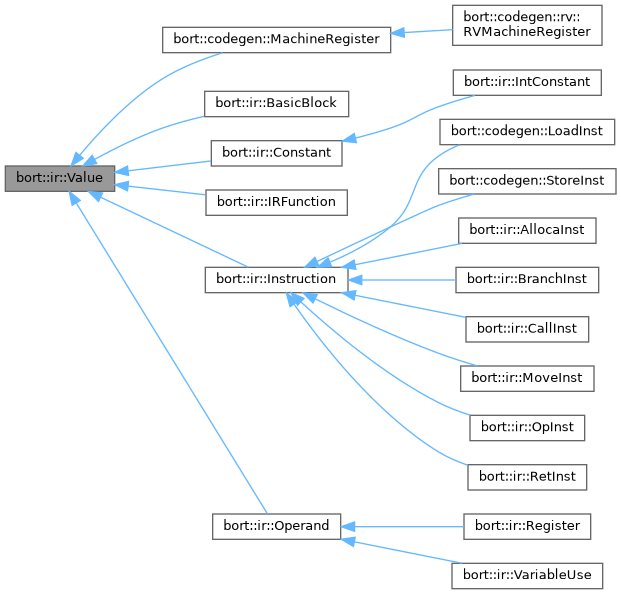 bort::codegen::rv::
RVMachineRegister
bort::codegen::MachineRegister
bort::ir::IntConstant
bort::ir::BasicBlock
bort::codegen::LoadInst
bort::ir::Constant
bort::ir::Value
bort::codegen::StoreInst
bort::ir::IRFunction
bort::ir::AllocaInst
bort::ir::Instruction
bort::ir::BranchInst
bort::ir::CallInst
bort::ir::MoveInst
bort::ir::OpInst
bort::ir::RetInst
bort::ir::Operand
bort::ir::Register
bort::ir::VariableUse